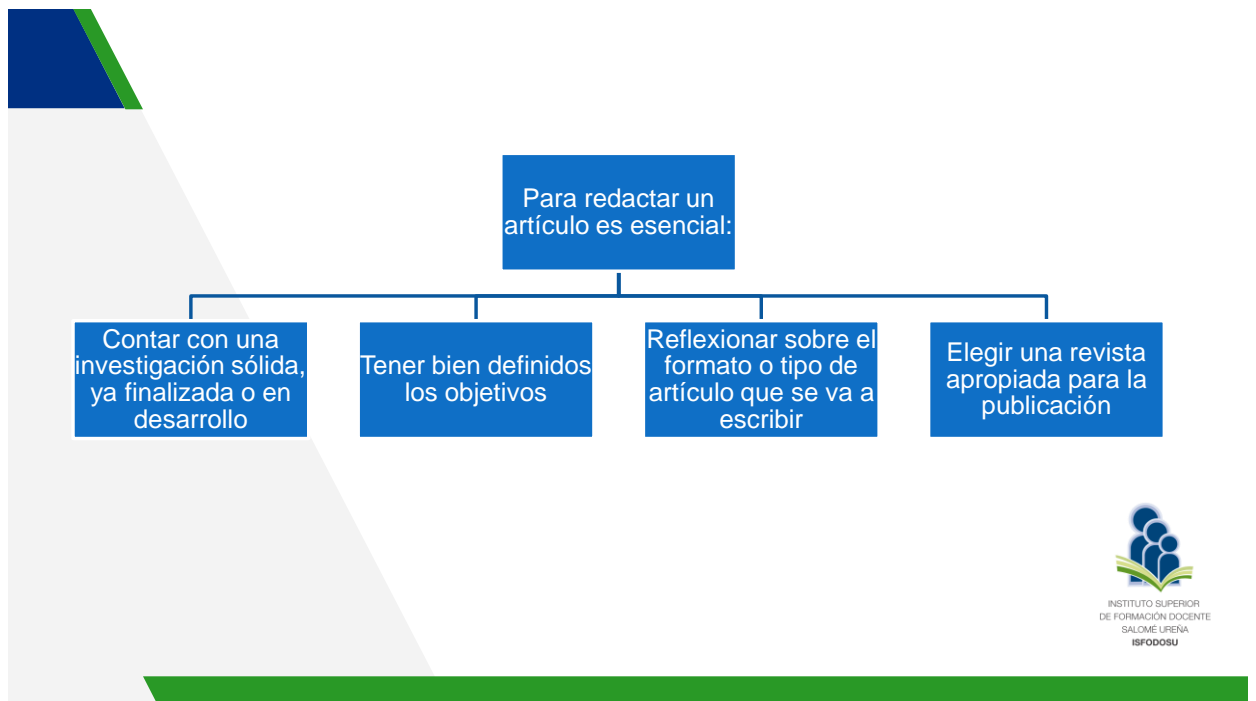 Para redactar un
artículo es esencial:
Contar con una
investigación sólida,
ya finalizada o en
desarrollo
Tener bien definidos
los objetivos
Reflexionar sobre el
formato o tipo de
artículo que se va a
escribir
Elegir una revista
apropiada para la
publicación
INSTITUTO SUPERIOR
DE FORMACIÓN DOCENTE
SALOMÉ UREÑA
ISFODOSU